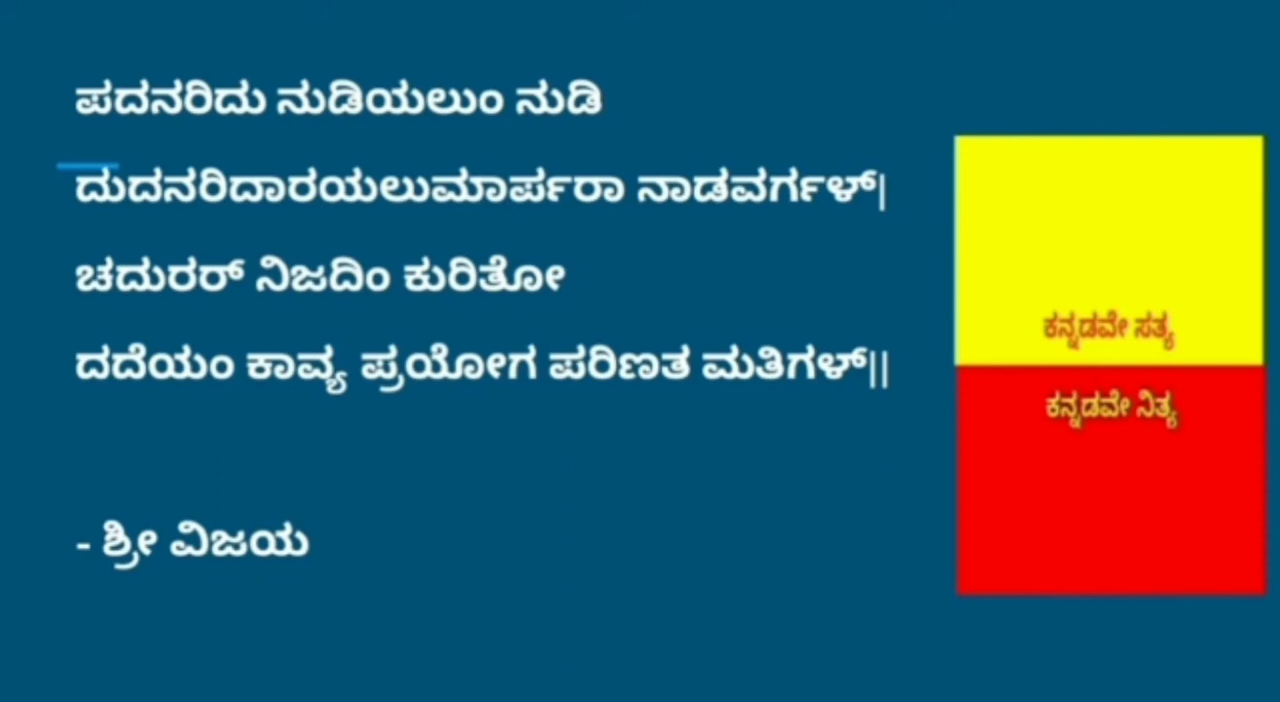 ಪದನರಿದು ನುಡಿಯಲುಂ ನುಡಿ
ದುದನರಿದಾರಯಲುಮಾರ್ಪರಾ ನಾಡವರ್ಗಳ್|
ಚದುರರ್ ನಿಜದಿಂ ಕುರಿತೋ
ದದೆಯಂ ಕಾವ್ಯ ಪ್ರಯೋಗ ಪರಿಣತ ಮತಿಗಳ್||
- ಶ್ರೀ ವಿಜಯ
ಕನ್ನಡವೇ ಸತ್ಯ
ಕನ್ನಡವೇ ನಿತ್ಯ